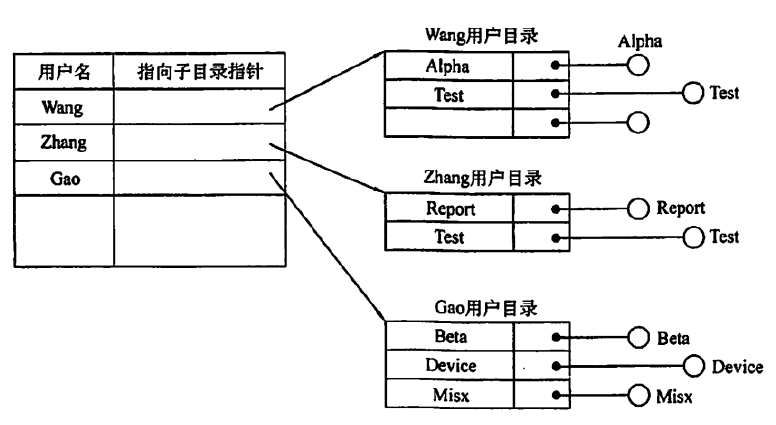 用户名 指向子目录指针
Wang
Zhang
Gao
Wang用户目录
Alpha Alpha
Test Test
Zhang用户目录
Report Report
Test Test
Gao用户目录
Beta Beta
Device Device
Misx Misx